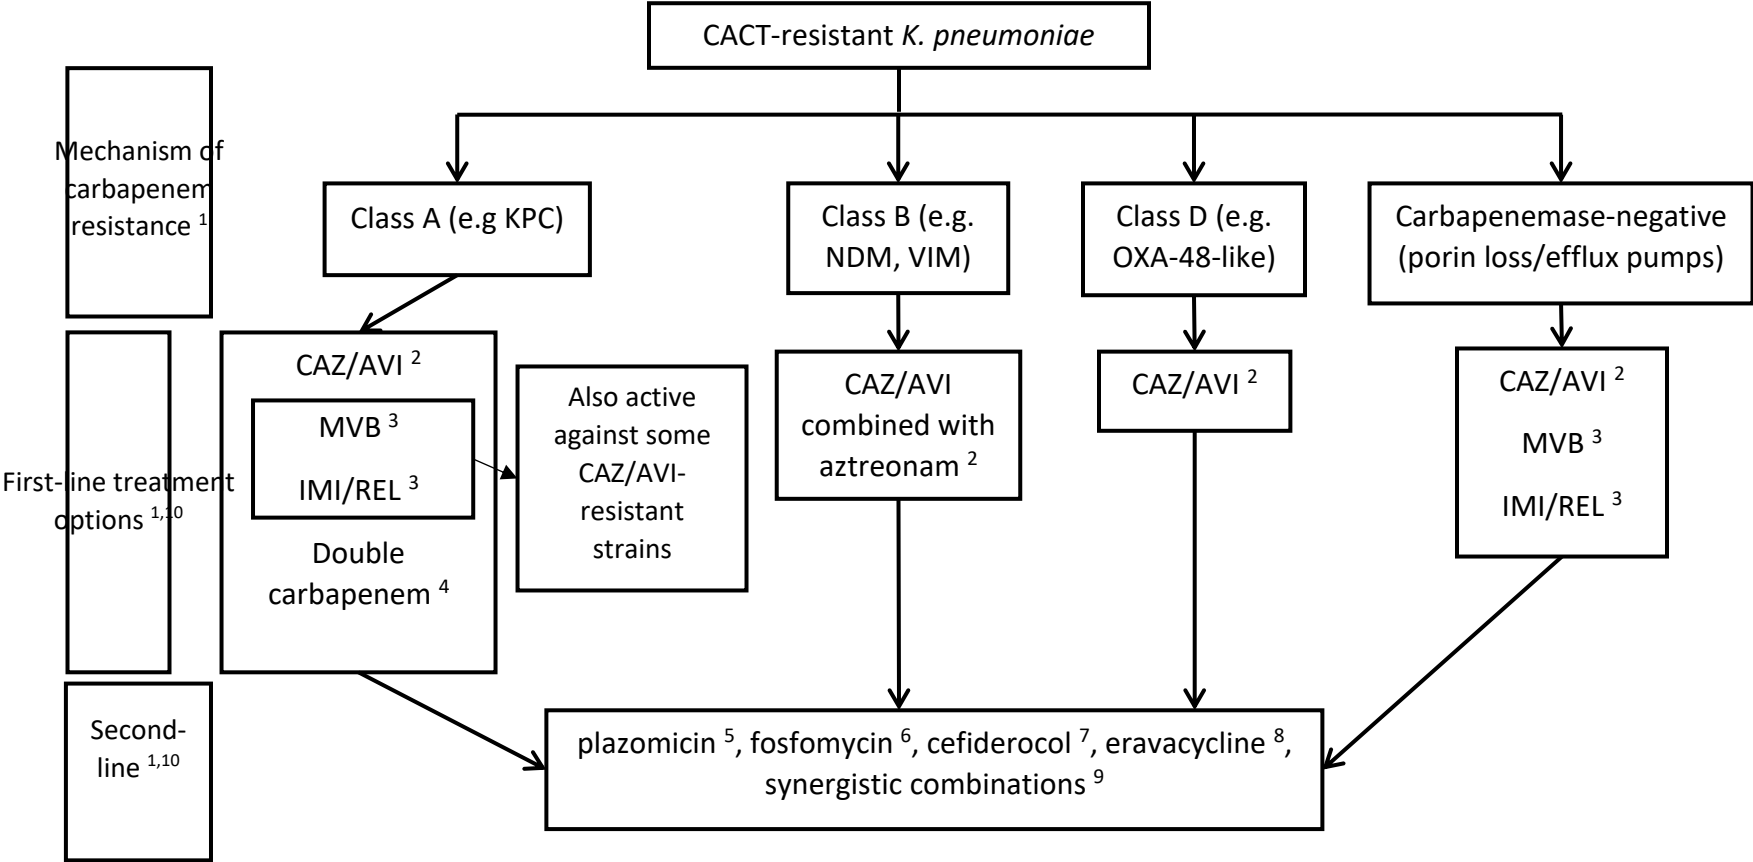 CACT-resistant K. pneumoniae
Mechanism of
carbapenem
resistance 1
Class A (e.g KPC)
Class B (e.g.
NDM, VIM)
Class D (e.g.
OXA-48-like)
Carbapenemase-negative
(porin loss/efflux pumps)
First-line treatment
options 1,10
CAZ/AVI 2
MVB 3
IMI/REL 3
Double
carbapenem 4
Also active
against some
CAZ/AVI-
resistant
strains
CAZ/AVI
combined with
aztreonam 2
CAZ/AVI 2
CAZ/AVI 2
MVB 3
IMI/REL 3
Second-
line 1,10
plazomicin 5, fosfomycin 6, cefiderocol 7, eravacycline 8,
synergistic combinations 9